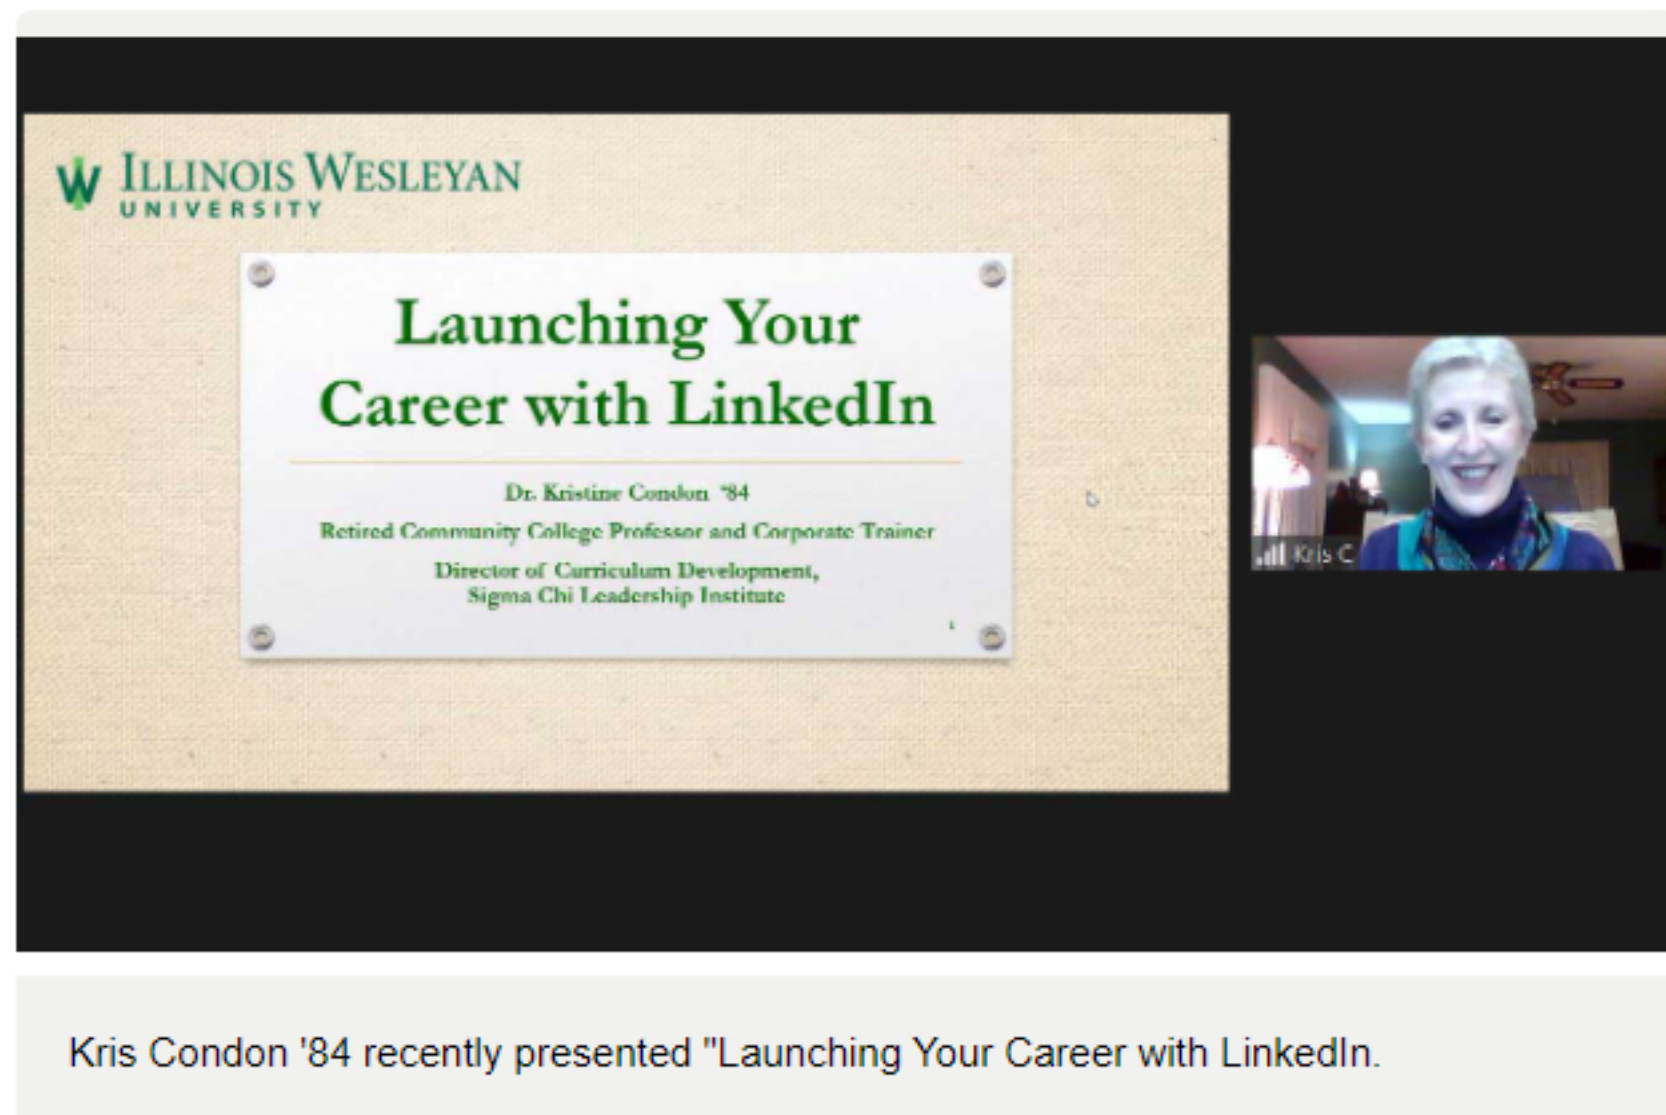 ILLINOIS WESLEYAN
UNIVERSITY
Launching Your
Career with LinkedIn
Dr. Kristine Condon '84
Retired Community College Professor and Corporate Trainer
Director of Curriculum Development,
Sigma Chi Leadership Institute
1
Kris C
Kris Condon '84 recently presented "Launching Your Career with LinkedIn.